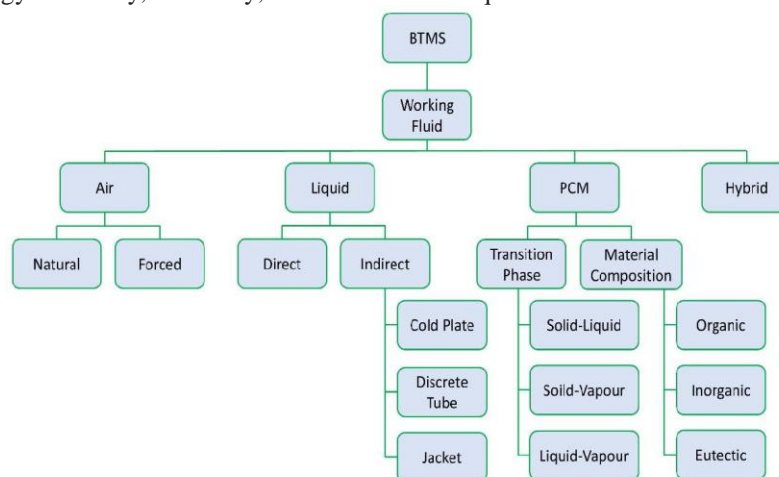 BTMS
Working
Fluid
Air
Liquid
PCM
Hybrid
Natural
Forced
Direct
Indirect
Transition
Phase
Material
Composition
Cold Plate
Solid-Liquid
Organic
Discrete
Tube
Soild-Vapour
Inorganic
Jacket
Liquid-Vapour
Eutectic